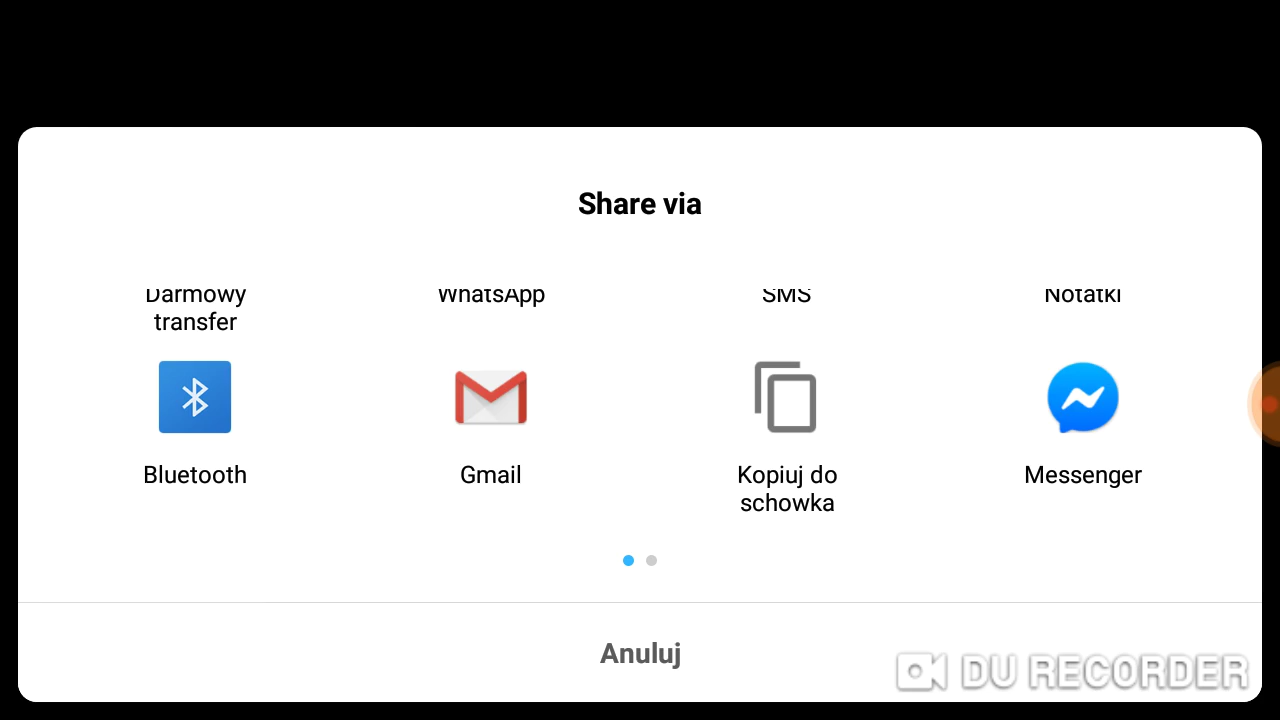 Share via
Darmowy
transfer
WhatsApp
SMS
Notatki
Bluetooth
Gmail
Kopiuj do
schowka
Messenger
Anuluj
DU RECORDER